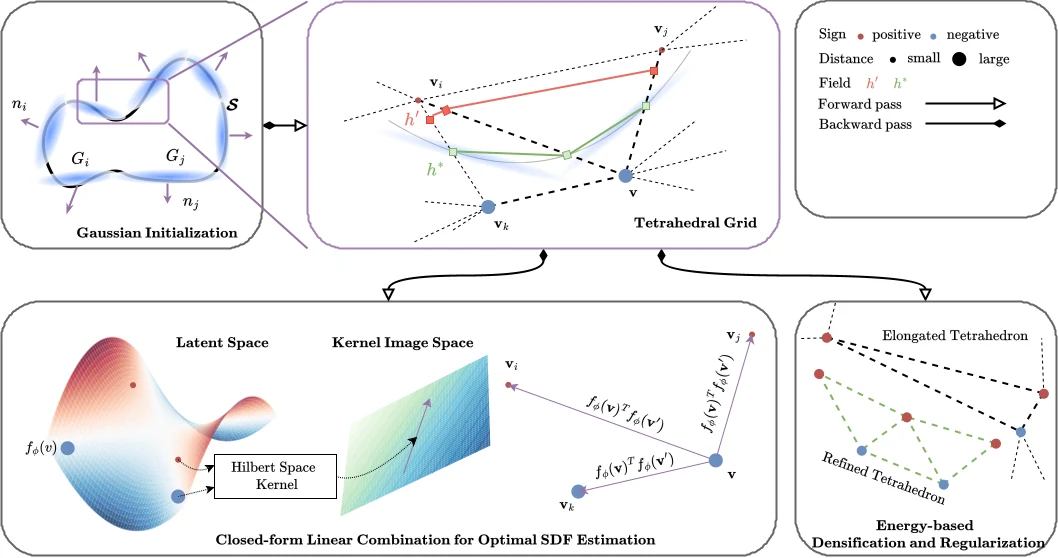 n_i
G_i
G_j
n_j
𝓢
Gaussian Initialization
v_i
v_j
h′
h*
v
v_k
Tetrahedral Grid
Sign positive negative
Distance small large
Field h′ h*
Forward pass
Backward pass
Latent Space
f_ϕ(v)
Hilbert Space
Kernel
Kernel Image Space
v_i
v_j
f_ϕ(v)^T f_ϕ(v′)
f_ϕ(v)^T f_ϕ(v′)
f_ϕ(v)^T f_ϕ(v′)
v
v_k
Closed-form Linear Combination for Optimal SDF Estimation
Elongated Tetrahedron
Refined Tetrahedron
Energy-based
Densification and Regularization